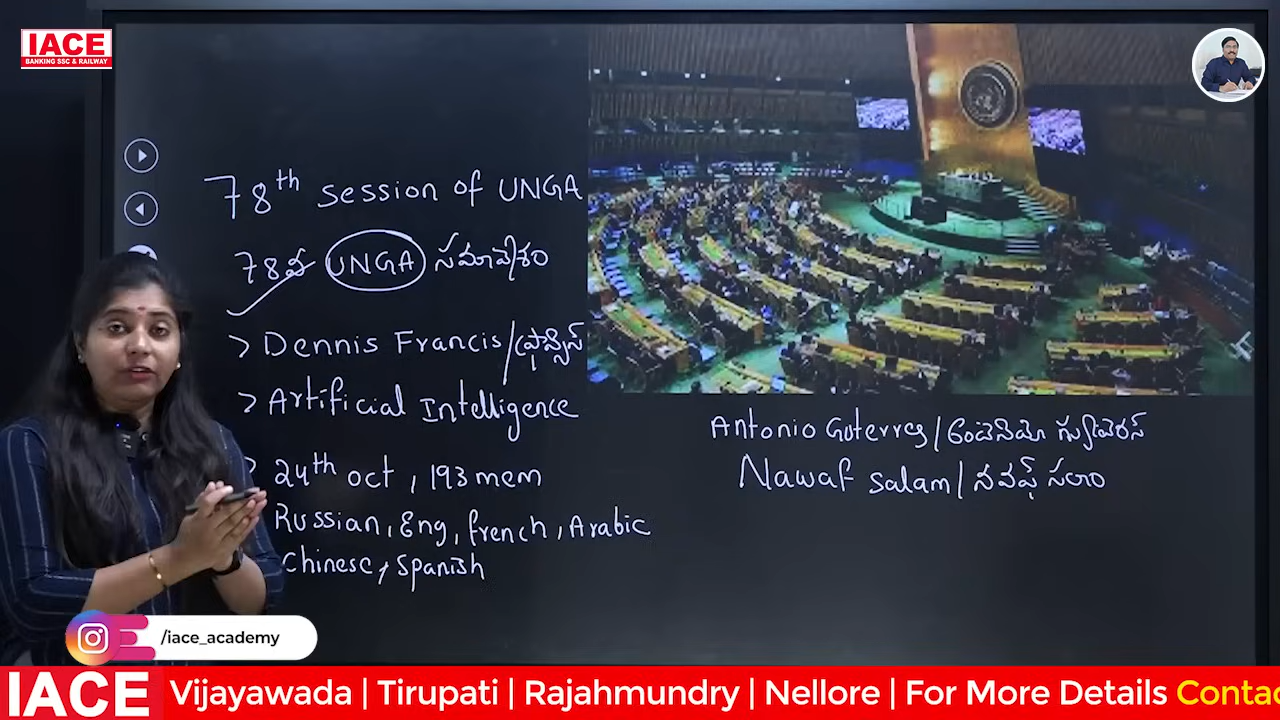 IACE
BANKING SSC & RAILWAY
78th session of UNGA
78వ UNGA సమావేశం
> Dennis Francis/ఫ్రాన్సిస్
> Artificial Intelligence
> 24th oct, 193 mem
Russian, Eng, french, Arabic
Chinese, Spanish
Antonio Guterres/అంటోనియో గుటెరస్
Nawaf salam/నవాఫ్ సలాం
/iace_academy
IACE Vijayawada | Tirupati | Rajahmundry | Nellore | For More Details Contac